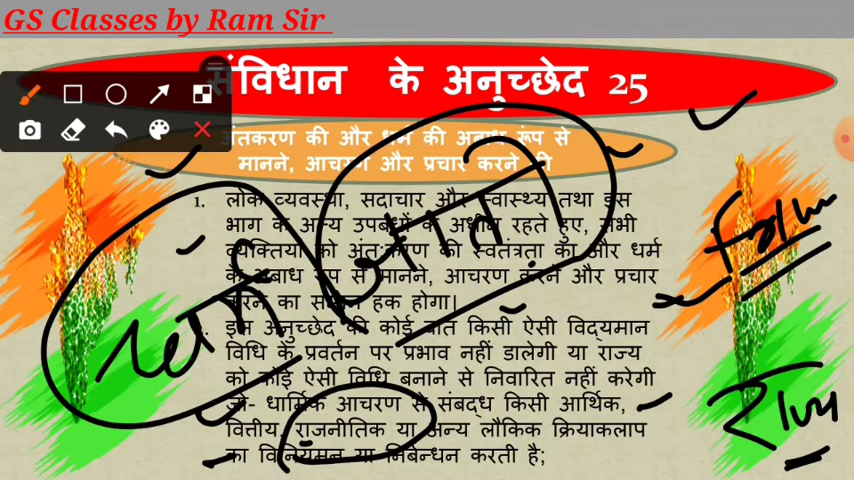 GS Classes by Ram Sir
संविधान के अनुच्छेद 25
अंतकरण की और धर्म की अबाध रूप से
मानने, आचरण और प्रचार करने की
1. लोक व्यवस्था, सदाचार और स्वास्थ्य तथा इस
भाग के अन्य उपबंधों के अधीन रहते हुए, सभी
व्यक्तियों को अंतःकरण की स्वतंत्रता का और धर्म
के अबाध रूप से मानने, आचरण करने और प्रचार
करने का समान हक होगा।
इस अनुच्छेद की कोई बात किसी ऐसी विद्यमान
विधि के प्रवर्तन पर प्रभाव नहीं डालेगी या राज्य
को कोई ऐसी विधि बनाने से निवारित नहीं करेगी
जो- धार्मिक आचरण से संबद्ध किसी आर्थिक,
वित्तीय, राजनीतिक या अन्य लौकिक क्रियाकलाप
का विनियमन या निर्बन्धन करती है;
राज्य